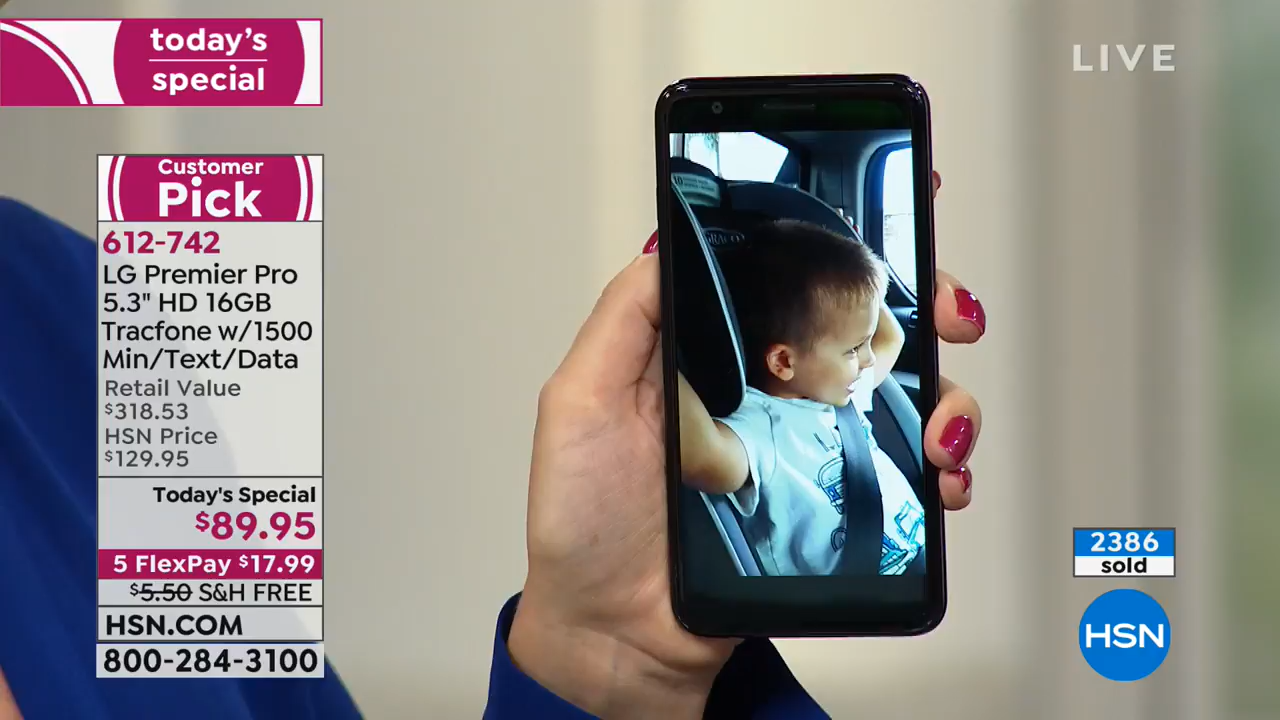 today's
special
LIVE
Customer
Pick
612-742
LG Premier Pro
5.3" HD 16GB
Tracfone w/1500
Min/Text/Data
Retail Value
$318.53
HSN Price
$129.95
Today's Special
$89.95
5 FlexPay $17.99
$5.50 S&H FREE
HSN.COM
800-284-3100
GRACO
2386
sold
HSN